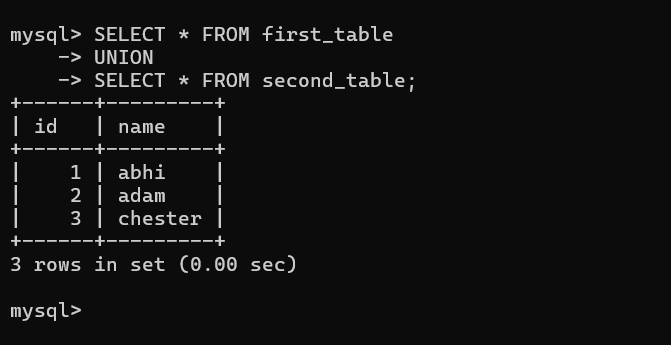 mysql> SELECT * FROM first_table
    -> UNION
    -> SELECT * FROM second_table;
+------+---------+
| id   | name    |
+------+---------+
|    1 | abhi    |
|    2 | adam    |
|    3 | chester |
+------+---------+
3 rows in set (0.00 sec)

mysql>